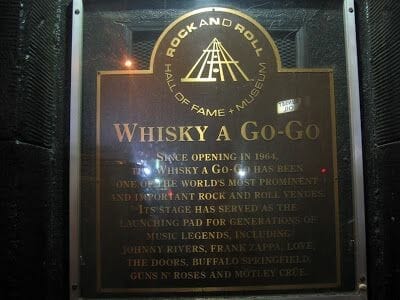 ROCK AND ROLL
HALL OF FAME + MUSEUM
WHISKY A GO-GO
SINCE OPENING IN 1964,
THE WHISKY A GO-GO HAS BEEN
ONE OF THE WORLD'S MOST PROMINENT
AND IMPORTANT ROCK AND ROLL VENUES.
ITS STAGE HAS SERVED AS THE
LAUNCHING PAD FOR GENERATIONS OF
MUSIC LEGENDS, INCLUDING
JOHNNY RIVERS, FRANK ZAPPA, LOVE,
THE DOORS, BUFFALO SPRINGFIELD,
GUNS N' ROSES AND MÖTLEY CRÜE.